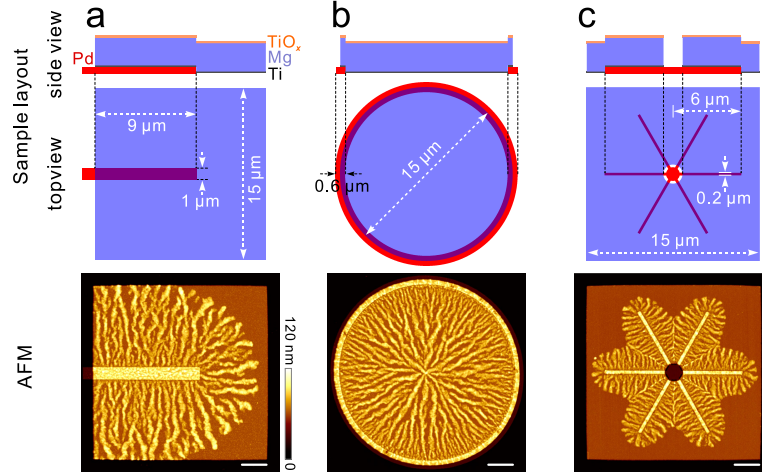 a
b
c
Sample layout
side view
topview
AFM
TiOₓ
Pd
Mg
Ti
9 µm
1 µm
15 µm
15 µm
0.6 µm
6 µm
0.2 µm
15 µm
120 nm
0